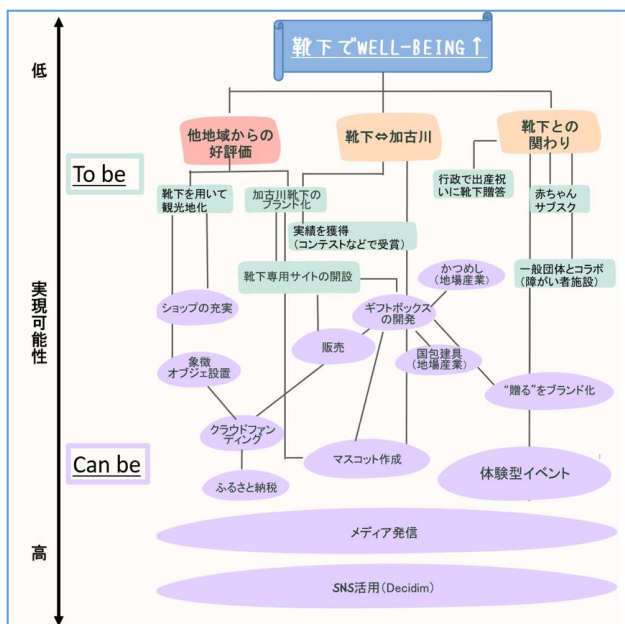 靴下でWELL-BEING↑
低
他地域からの
好評価
靴下⇔加古川
靴下との
関わり
To be
靴下を用いて
観光地化
加古川靴下の
ブランド化
行政で出産祝
いに靴下贈答
赤ちゃん
サブスク
実績を獲得
(コンテストなどで受賞)
一般団体とコラボ
(障がい者施設)
靴下専用サイトの開設
かつめし
(地場産業)
実現可能性
ショップの充実
ギフトボックス
の開発
販売
国包建具
(地場産業)
象徴
オブジェ設置
“贈る”をブランド化
クラウドファ
ンディング
マスコット作成
Can be
体験型イベント
ふるさと納税
メディア発信
高
SNS活用(Decidim)